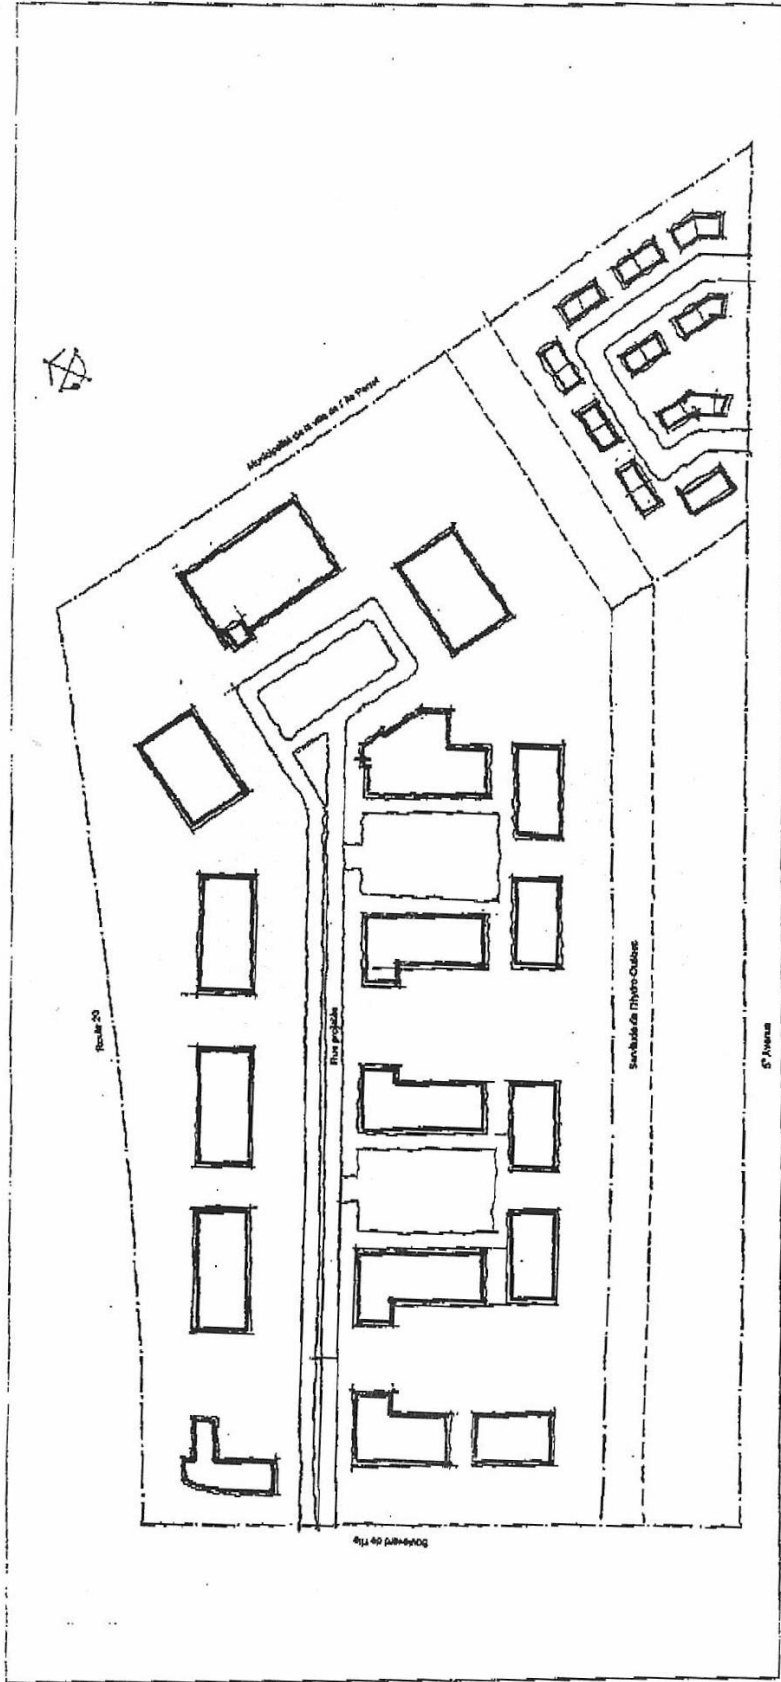 Municipalité de la ville de l'Île Perrot
Route 20
Rue projetée
Servitude de l'Hydro-Québec
5e Avenue
Boulevard de l'Île